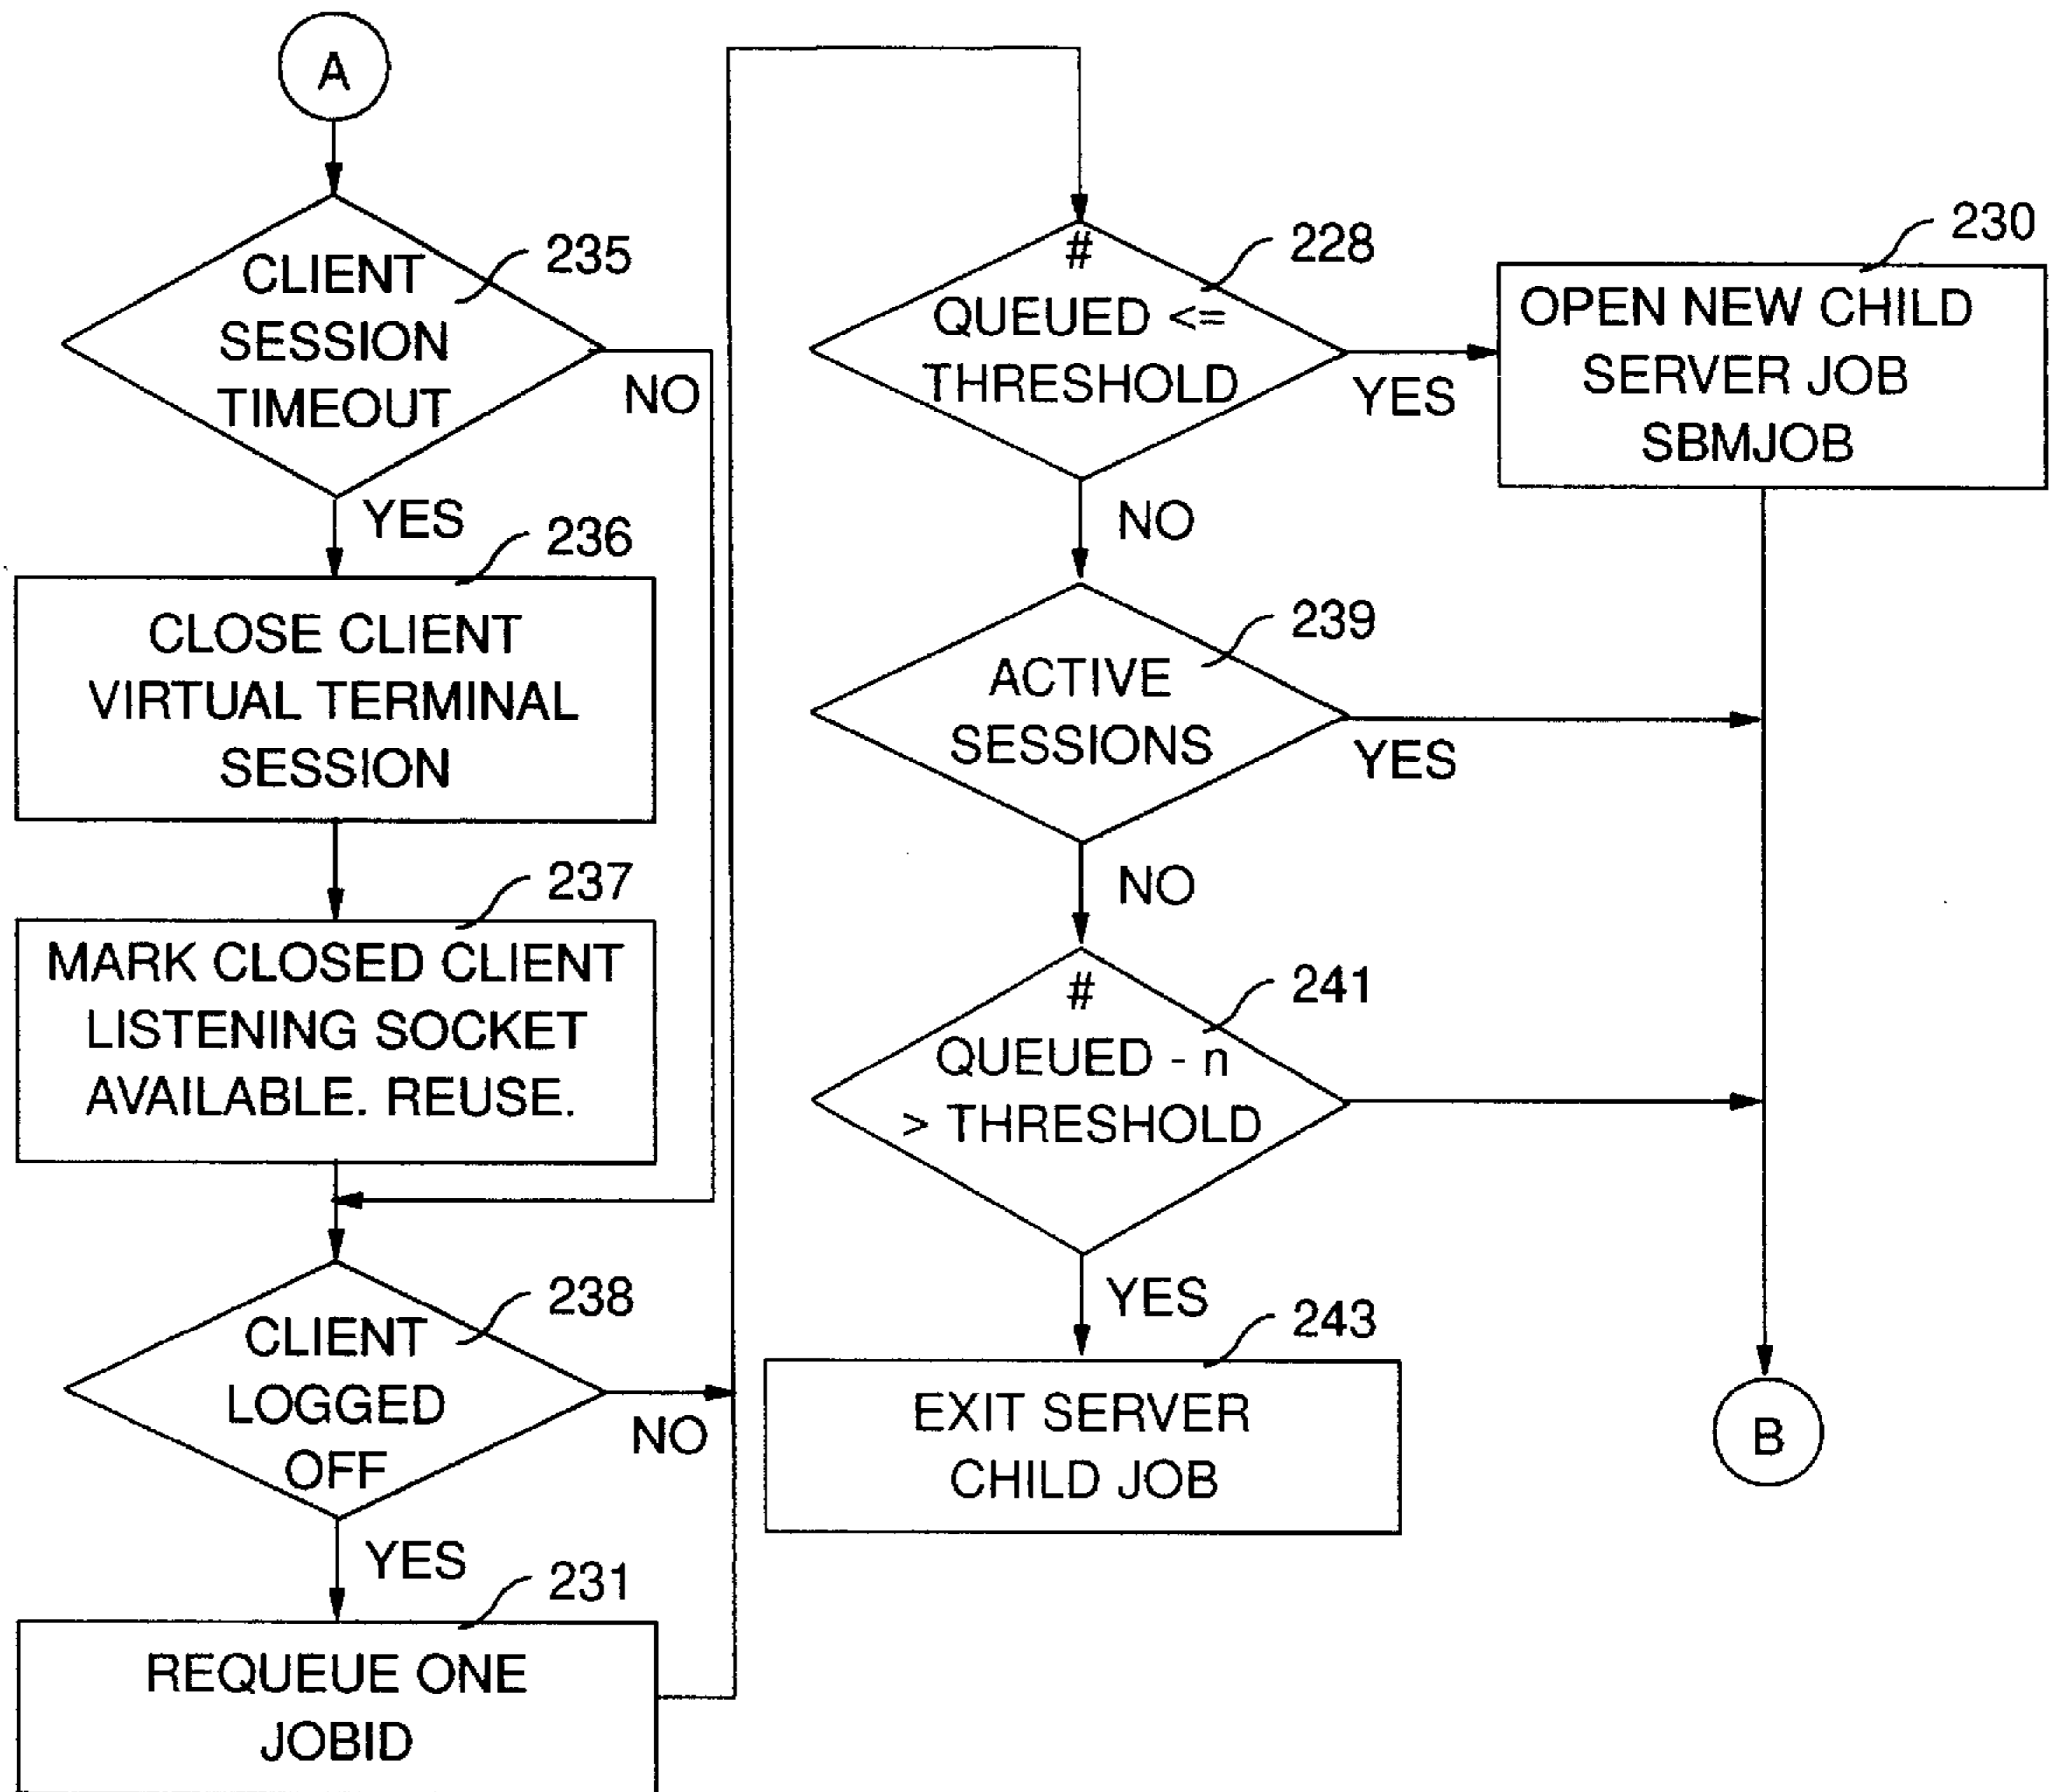 A
CLIENT
SESSION
TIMEOUT
235
NO
YES
236
CLOSE CLIENT
VIRTUAL TERMINAL
SESSION
237
MARK CLOSED CLIENT
LISTENING SOCKET
AVAILABLE. REUSE.
238
CLIENT
LOGGED
OFF
NO
YES
231
REQUEUE ONE
JOBID
#
QUEUED <=
THRESHOLD
228
YES
NO
230
OPEN NEW CHILD
SERVER JOB
SBMJOB
239
ACTIVE
SESSIONS
YES
NO
#
QUEUED - n
> THRESHOLD
241
YES
243
EXIT SERVER
CHILD JOB
B